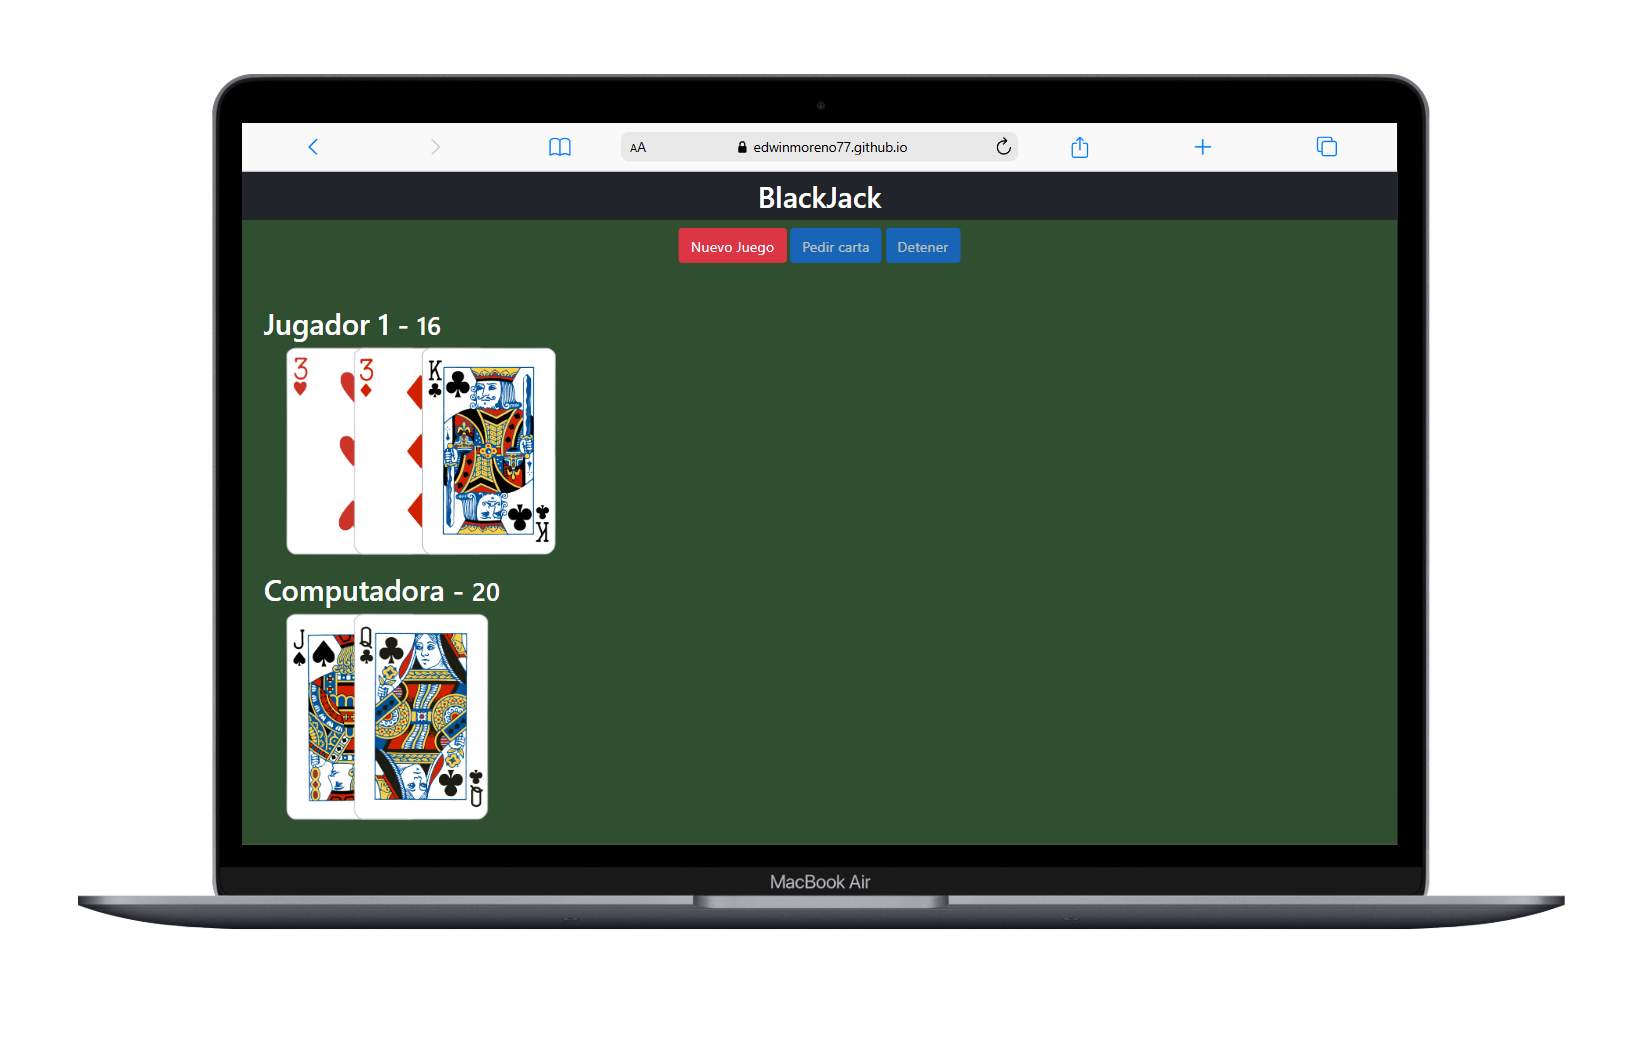 AA edwinmoreno77.github.io
BlackJack
Nuevo Juego Pedir carta Detener
Jugador 1 - 16
3 3 K
K
Computadora - 20
J Q
Q
MacBook Air